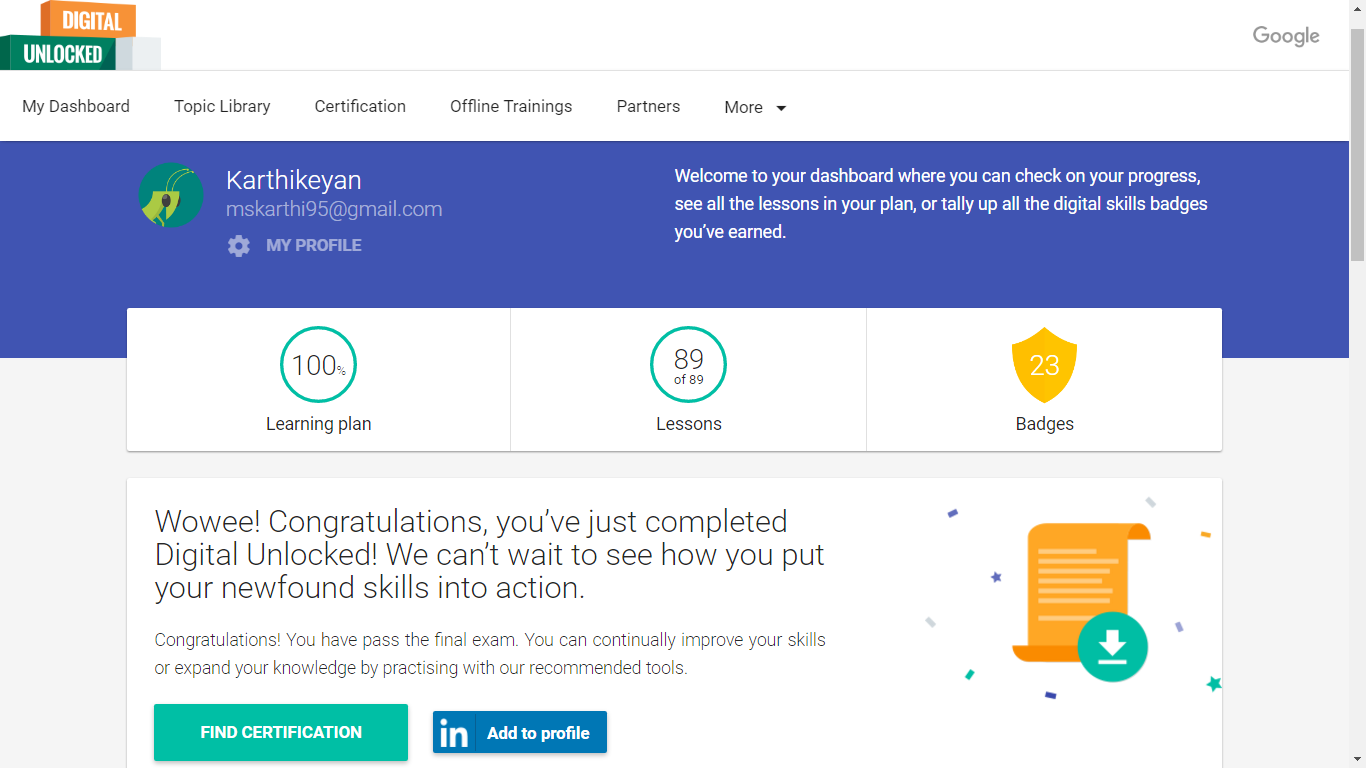 DIGITAL
UNLOCKED
Google
My Dashboard Topic Library Certification Offline Trainings Partners More
Karthikeyan
mskarthi95@gmail.com
MY PROFILE
Welcome to your dashboard where you can check on your progress,
see all the lessons in your plan, or tally up all the digital skills badges
you've earned.
100%
Learning plan
89
of 89
Lessons
23
Badges
Wowee! Congratulations, you've just completed
Digital Unlocked! We can't wait to see how you put
your newfound skills into action.
Congratulations! You have pass the final exam. You can continually improve your skills
or expand your knowledge by practising with our recommended tools.
FIND CERTIFICATION
in Add to profile